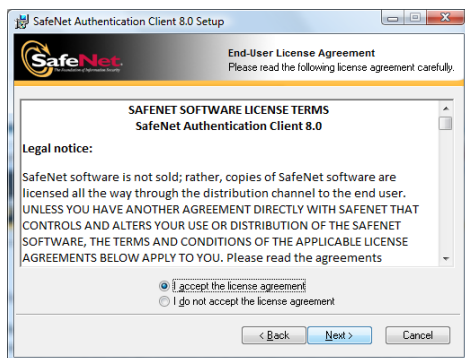 SafeNet Authentication Client 8.0 Setup
SafeNet.
The Foundation of Information Security
End-User License Agreement
Please read the following license agreement carefully.
SAFENET SOFTWARE LICENSE TERMS
SafeNet Authentication Client 8.0
Legal notice:
SafeNet software is not sold; rather, copies of SafeNet software are
licensed all the way through the distribution channel to the end user.
UNLESS YOU HAVE ANOTHER AGREEMENT DIRECTLY WITH SAFENET THAT
CONTROLS AND ALTERS YOUR USE OR DISTRIBUTION OF THE SAFENET
SOFTWARE, THE TERMS AND CONDITIONS OF THE APPLICABLE LICENSE
AGREEMENTS BELOW APPLY TO YOU. Please read the agreements
I accept the license agreement
I do not accept the license agreement
< Back
Next >
Cancel